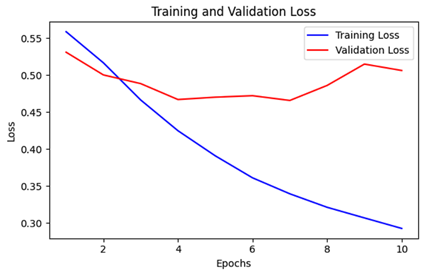 Training and Validation Loss
Training Loss
Validation Loss
0.55
0.50
0.45
0.40
0.35
0.30
Loss
2
4
6
8
10
Epochs